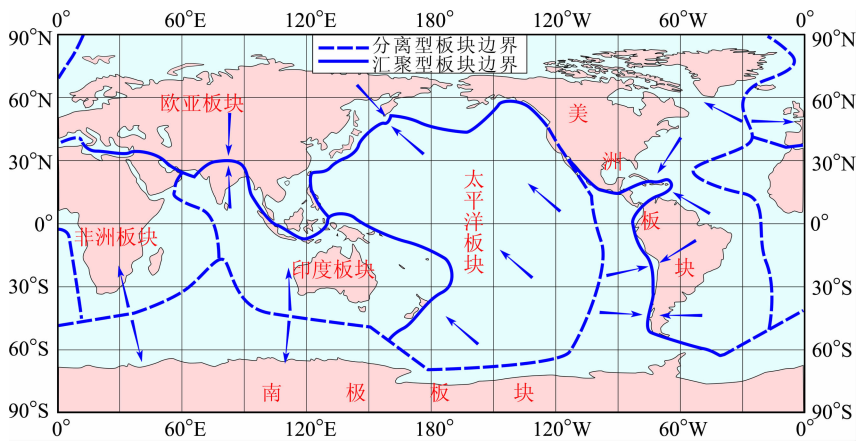 0° 60°E 120°E 180° 120°W 60°W 0°
90°N 90°N
分离型板块边界
汇聚型板块边界
60°N 欧亚板块 美 60°N
30°N 洲 30°N
太平洋板块
0° 非洲板块 板 0°
印度板块 块
30°S 30°S
60°S 60°S
南极板块
90°S 90°S
0° 60°E 120°E 180° 120°W 60°W 0°